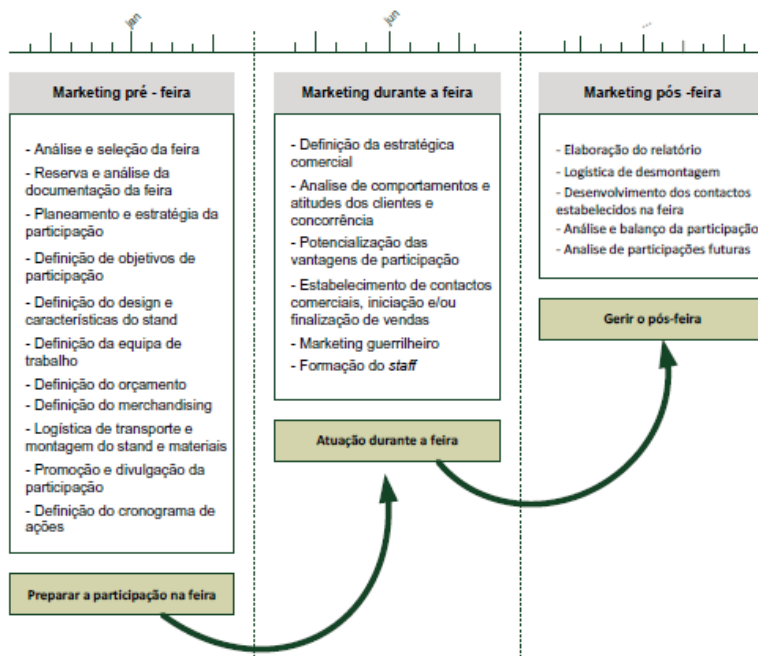 jan
jun
...
Marketing pré - feira
- Análise e seleção da feira
- Reserva e análise da
documentação da feira
- Planeamento e estratégia da
participação
- Definição de objetivos de
participação
- Definição do design e
características do stand
- Definição da equipa de
trabalho
- Definição do orçamento
- Definição do merchandising
- Logística de transporte e
montagem do stand e materiais
- Promoção e divulgação da
participação
- Definição do cronograma de
ações
Preparar a participação na feira
Marketing durante a feira
- Definição da estratégica
comercial
- Analise de comportamentos e
atitudes dos clientes e
concorrência
- Potencialização das
vantagens de participação
- Estabelecimento de contactos
comerciais, iniciação e/ou
finalização de vendas
- Marketing guerrilheiro
- Formação do staff
Atuação durante a feira
Marketing pós -feira
- Elaboração do relatório
- Logística de desmontagem
- Desenvolvimento dos contactos
estabelecidos na feira
- Análise e balanço da participação
- Analise de participações futuras
Gerir o pós-feira